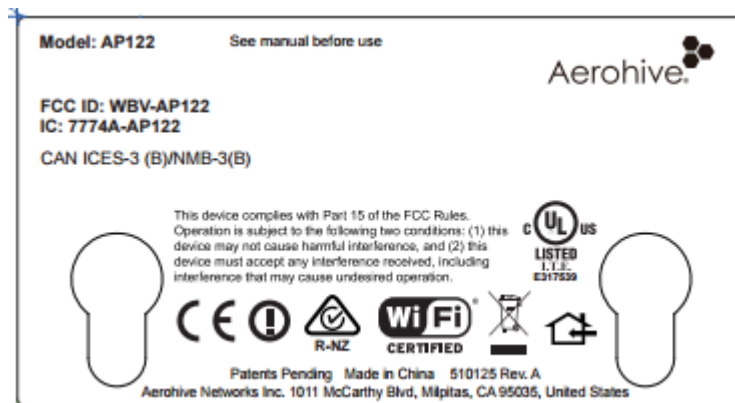 Model: AP122 See manual before use
Aerohive
FCC ID: WBV-AP122
IC: 7774A-AP122
CAN ICES-3 (B)/NMB-3(B)
This device complies with Part 15 of the FCC Rules.
Operation is subject to the following two conditions: (1) this
device may not cause harmful interference, and (2) this
device must accept any interference received, including
interference that may cause undesired operation.
C UL US
LISTED
I.T.E.
E317539
CE
R-NZ
Wi Fi ®
CERTIFIED
Patents Pending Made in China 510125 Rev. A
Aerohive Networks Inc. 1011 McCarthy Blvd, Milpitas, CA 95035, United States